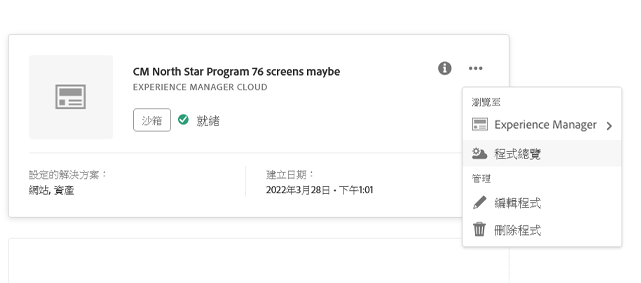 CM North Star Program 76 screens maybe
EXPERIENCE MANAGER CLOUD
沙箱
就緒
設定的解決方案：
網站, 資產
建立日期：
2022年3月28日 • 下午1:01
瀏覽至
Experience Manager
程式總覽
管理
編輯程式
刪除程式